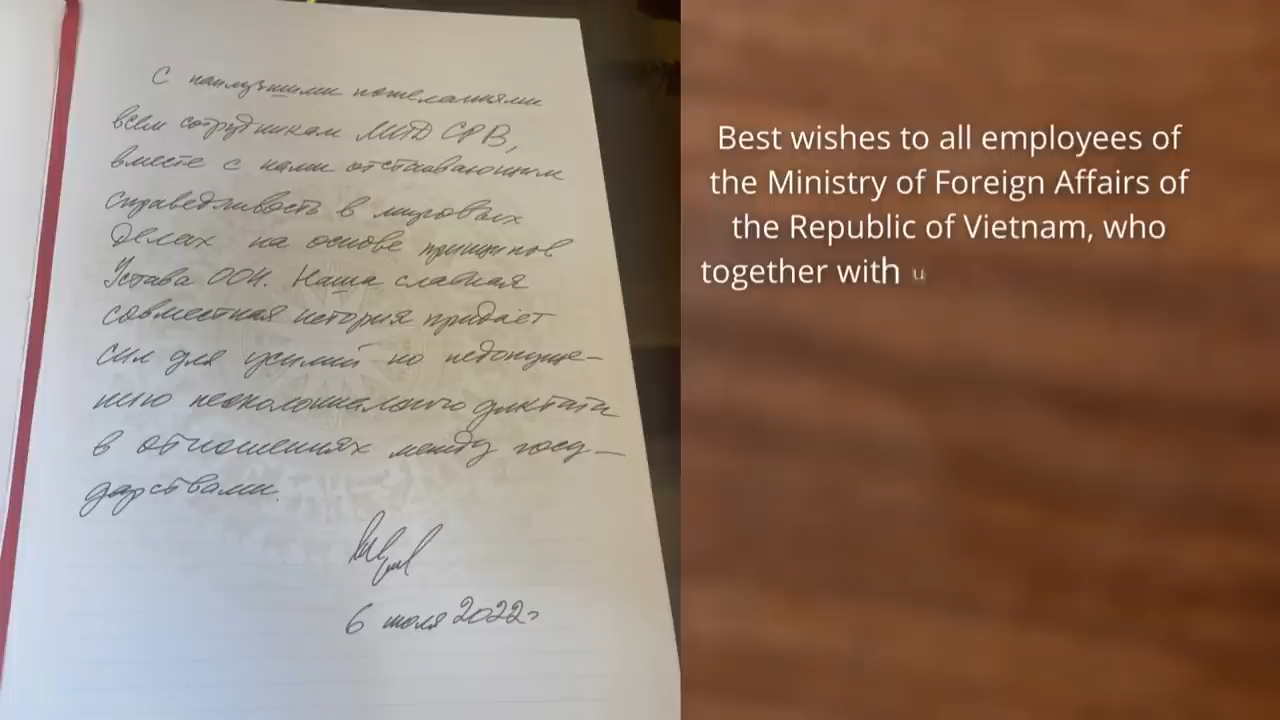 С наилучшими пожеланиями
всем сотрудникам МИД СРВ,
вместе с нами отстаивающим
справедливость в мировых
делах на основе принципов
Устава ООН. Наша славная
совместная история придаёт
сил для усилий по недопуще-
нию неоколониального диктата
в отношениях между госу-
дарствами.
6 июля 2022г
Best wishes to all employees of
the Ministry of Foreign Affairs of
the Republic of Vietnam, who
together with u